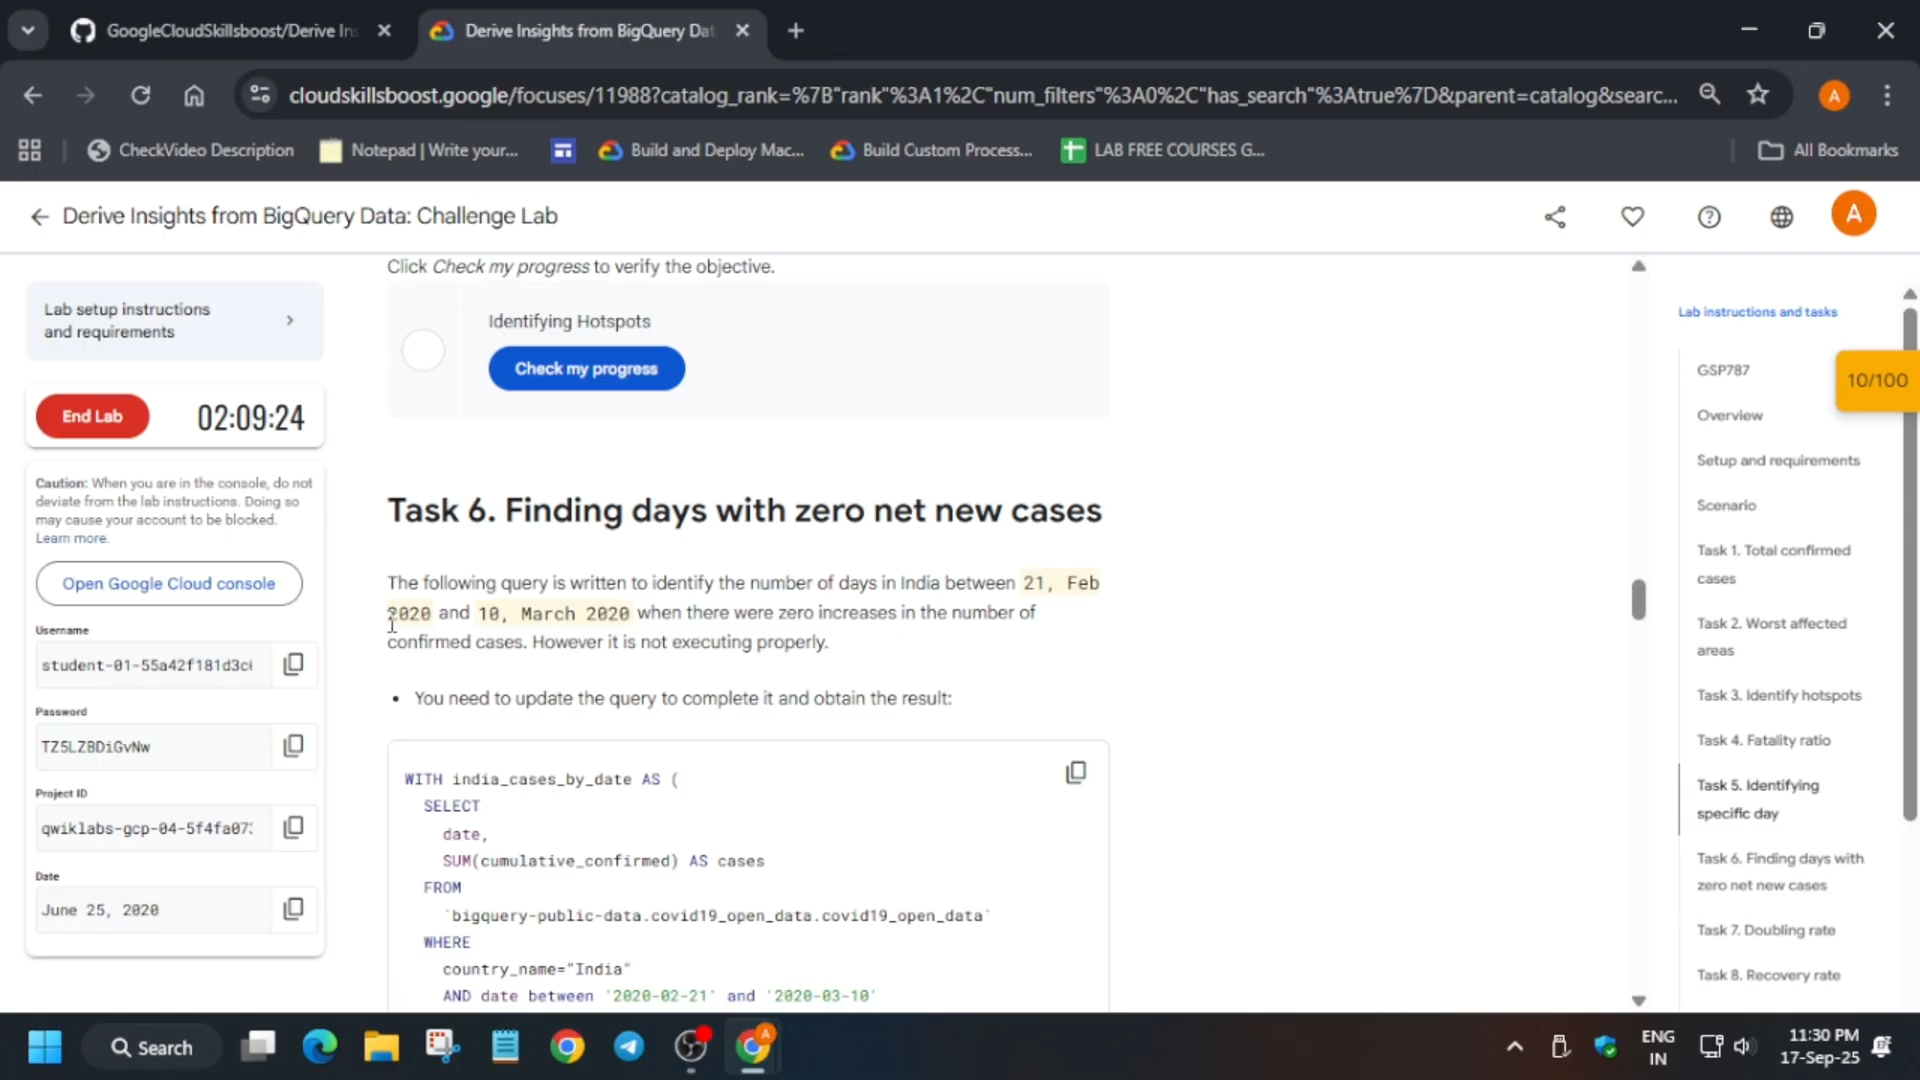 GoogleCloudSkillsboost/Derive In
Derive Insights from BigQuery Dat
cloudskillsboost.google/focuses/11988?catalog_rank=%7B"rank"%3A1%2C"num_filters"%3A0%2C"has_search"%3Atrue%7D&parent=catalog&searc...
A
CheckVideo Description
Notepad | Write your...
Build and Deploy Mac...
Build Custom Process...
LAB FREE COURSES G...
All Bookmarks
Derive Insights from BigQuery Data: Challenge Lab
A
Lab setup instructions
and requirements
End Lab
02:09:24
Caution: When you are in the console, do not
deviate from the lab instructions. Doing so
may cause your account to be blocked.
Learn more.
Open Google Cloud console
Username
student-01-55a42f181d3c
Password
TZ5LZBDiGvNw
Project ID
qwiklabs-gcp-04-5f4fa07
Date
June 25, 2020
Click Check my progress to verify the objective.
Identifying Hotspots
Check my progress
Task 6. Finding days with zero net new cases
The following query is written to identify the number of days in India between 21, Feb
2020 and 10, March 2020 when there were zero increases in the number of
confirmed cases. However it is not executing properly.
• You need to update the query to complete it and obtain the result:
WITH india_cases_by_date AS (
SELECT
date,
SUM(cumulative_confirmed) AS cases
FROM
`bigquery-public-data.covid19_open_data.covid19_open_data`
WHERE
country_name="India"
AND date between '2020-02-21' and '2020-03-10'
Lab instructions and tasks
GSP787
10/100
Overview
Setup and requirements
Scenario
Task 1. Total confirmed
cases
Task 2. Worst affected
areas
Task 3. Identify hotspots
Task 4. Fatality ratio
Task 5. Identifying
specific day
Task 6. Finding days with
zero net new cases
Task 7. Doubling rate
Task 8. Recovery rate
Search
A
ENG
IN
11:30 PM
17-Sep-25